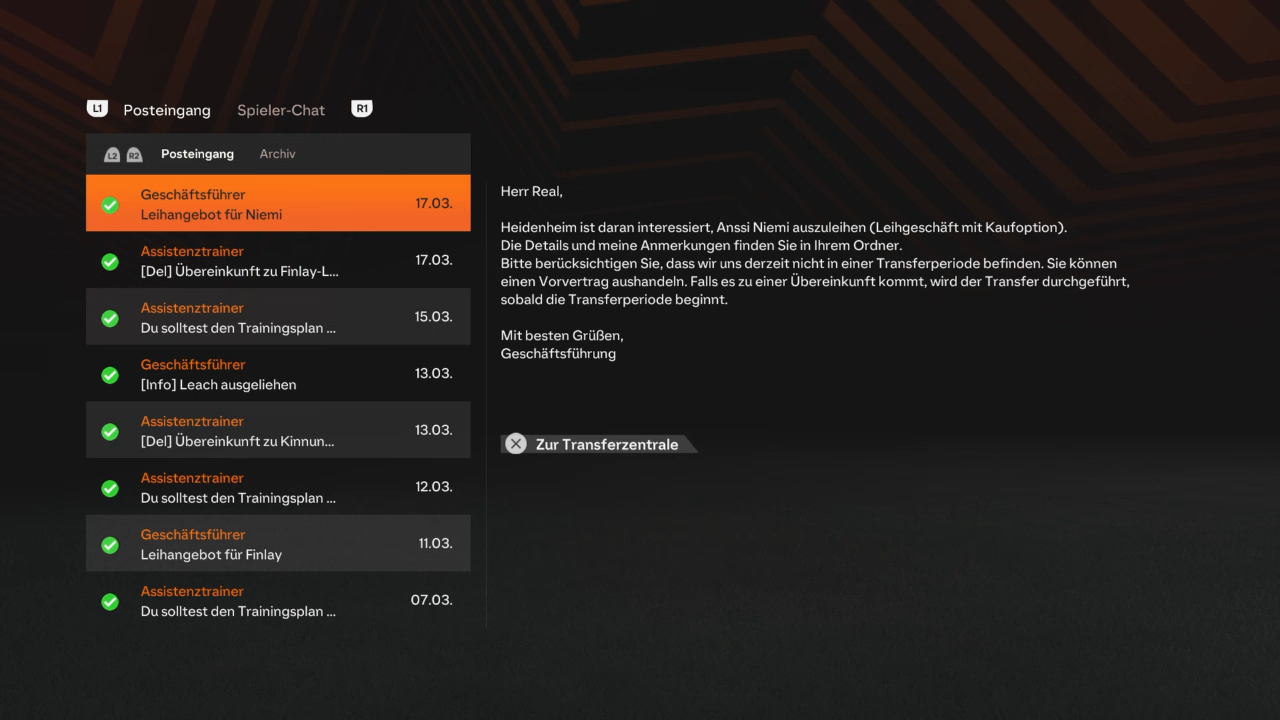 L1 Posteingang Spieler-Chat R1
L2 R2 Posteingang Archiv
Geschäftsführer
Leihangebot für Niemi 17.03.
Assistenztrainer
[Del] Übereinkunft zu Finlay-L... 17.03.
Assistenztrainer
Du solltest den Trainingsplan ... 15.03.
Geschäftsführer
[Info] Leach ausgeliehen 13.03.
Assistenztrainer
[Del] Übereinkunft zu Kinnun... 13.03.
Assistenztrainer
Du solltest den Trainingsplan ... 12.03.
Geschäftsführer
Leihangebot für Finlay 11.03.
Assistenztrainer
Du solltest den Trainingsplan ... 07.03.
Herr Real,
Heidenheim ist daran interessiert, Anssi Niemi auszuleihen (Leihgeschäft mit Kaufoption).
Die Details und meine Anmerkungen finden Sie in Ihrem Ordner.
Bitte berücksichtigen Sie, dass wir uns derzeit nicht in einer Transferperiode befinden. Sie können
einen Vorvertrag aushandeln. Falls es zu einer Übereinkunft kommt, wird der Transfer durchgeführt,
sobald die Transferperiode beginnt.
Mit besten Grüßen,
Geschäftsführung
Zur Transferzentrale